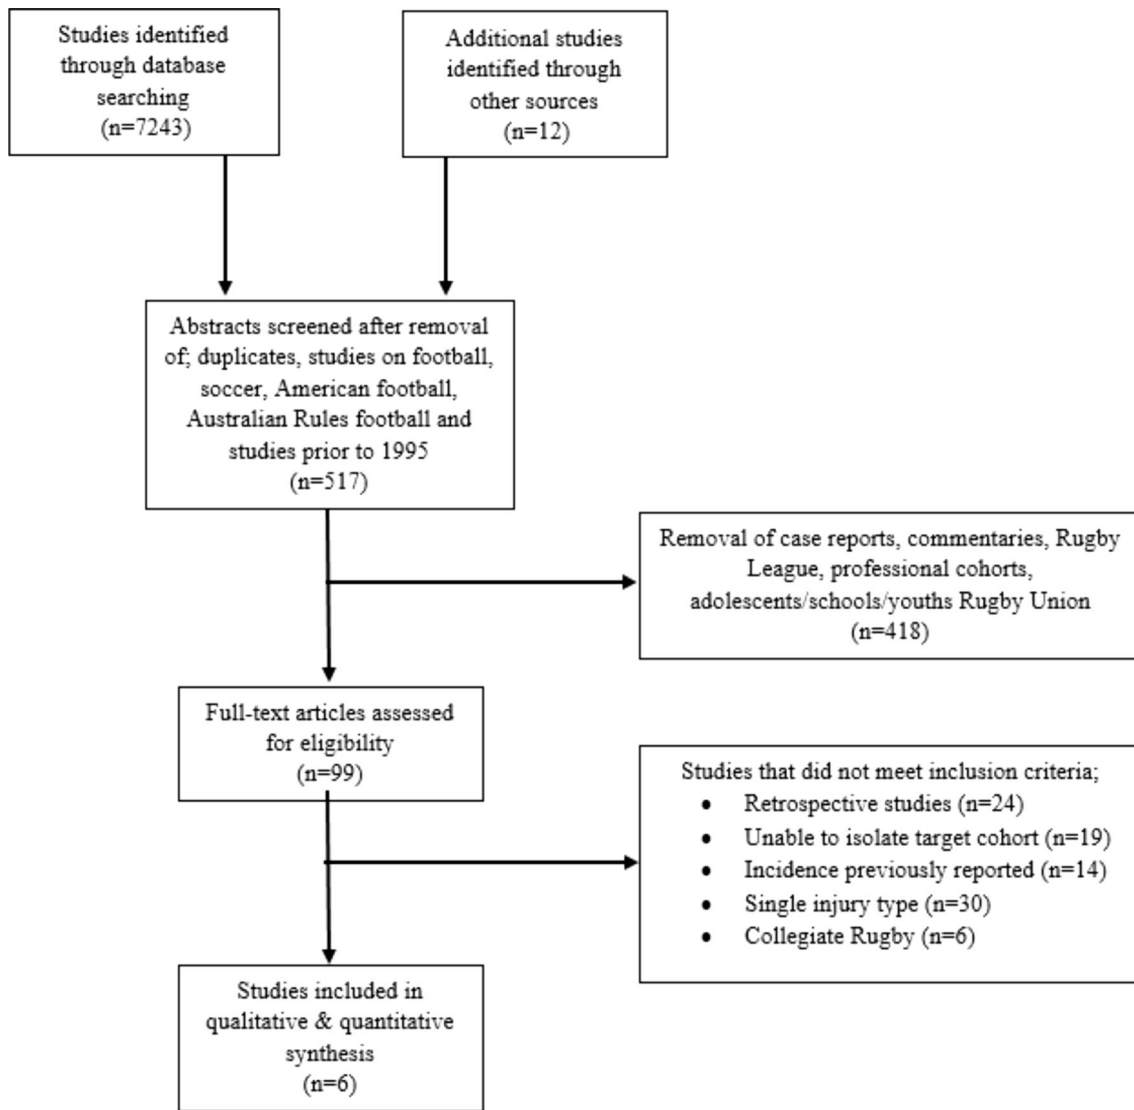 Studies identified
through database
searching
(n=7243)
Additional studies
identified through
other sources
(n=12)
Abstracts screened after removal
of; duplicates, studies on football,
soccer, American football,
Australian Rules football and
studies prior to 1995
(n=517)
Removal of case reports, commentaries, Rugby
League, professional cohorts,
adolescents/schools/youths Rugby Union
(n=418)
Full-text articles assessed
for eligibility
(n=99)
Studies that did not meet inclusion criteria;
• Retrospective studies (n=24)
• Unable to isolate target cohort (n=19)
• Incidence previously reported (n=14)
• Single injury type (n=30)
• Collegiate Rugby (n=6)
Studies included in
qualitative & quantitative
synthesis
(n=6)